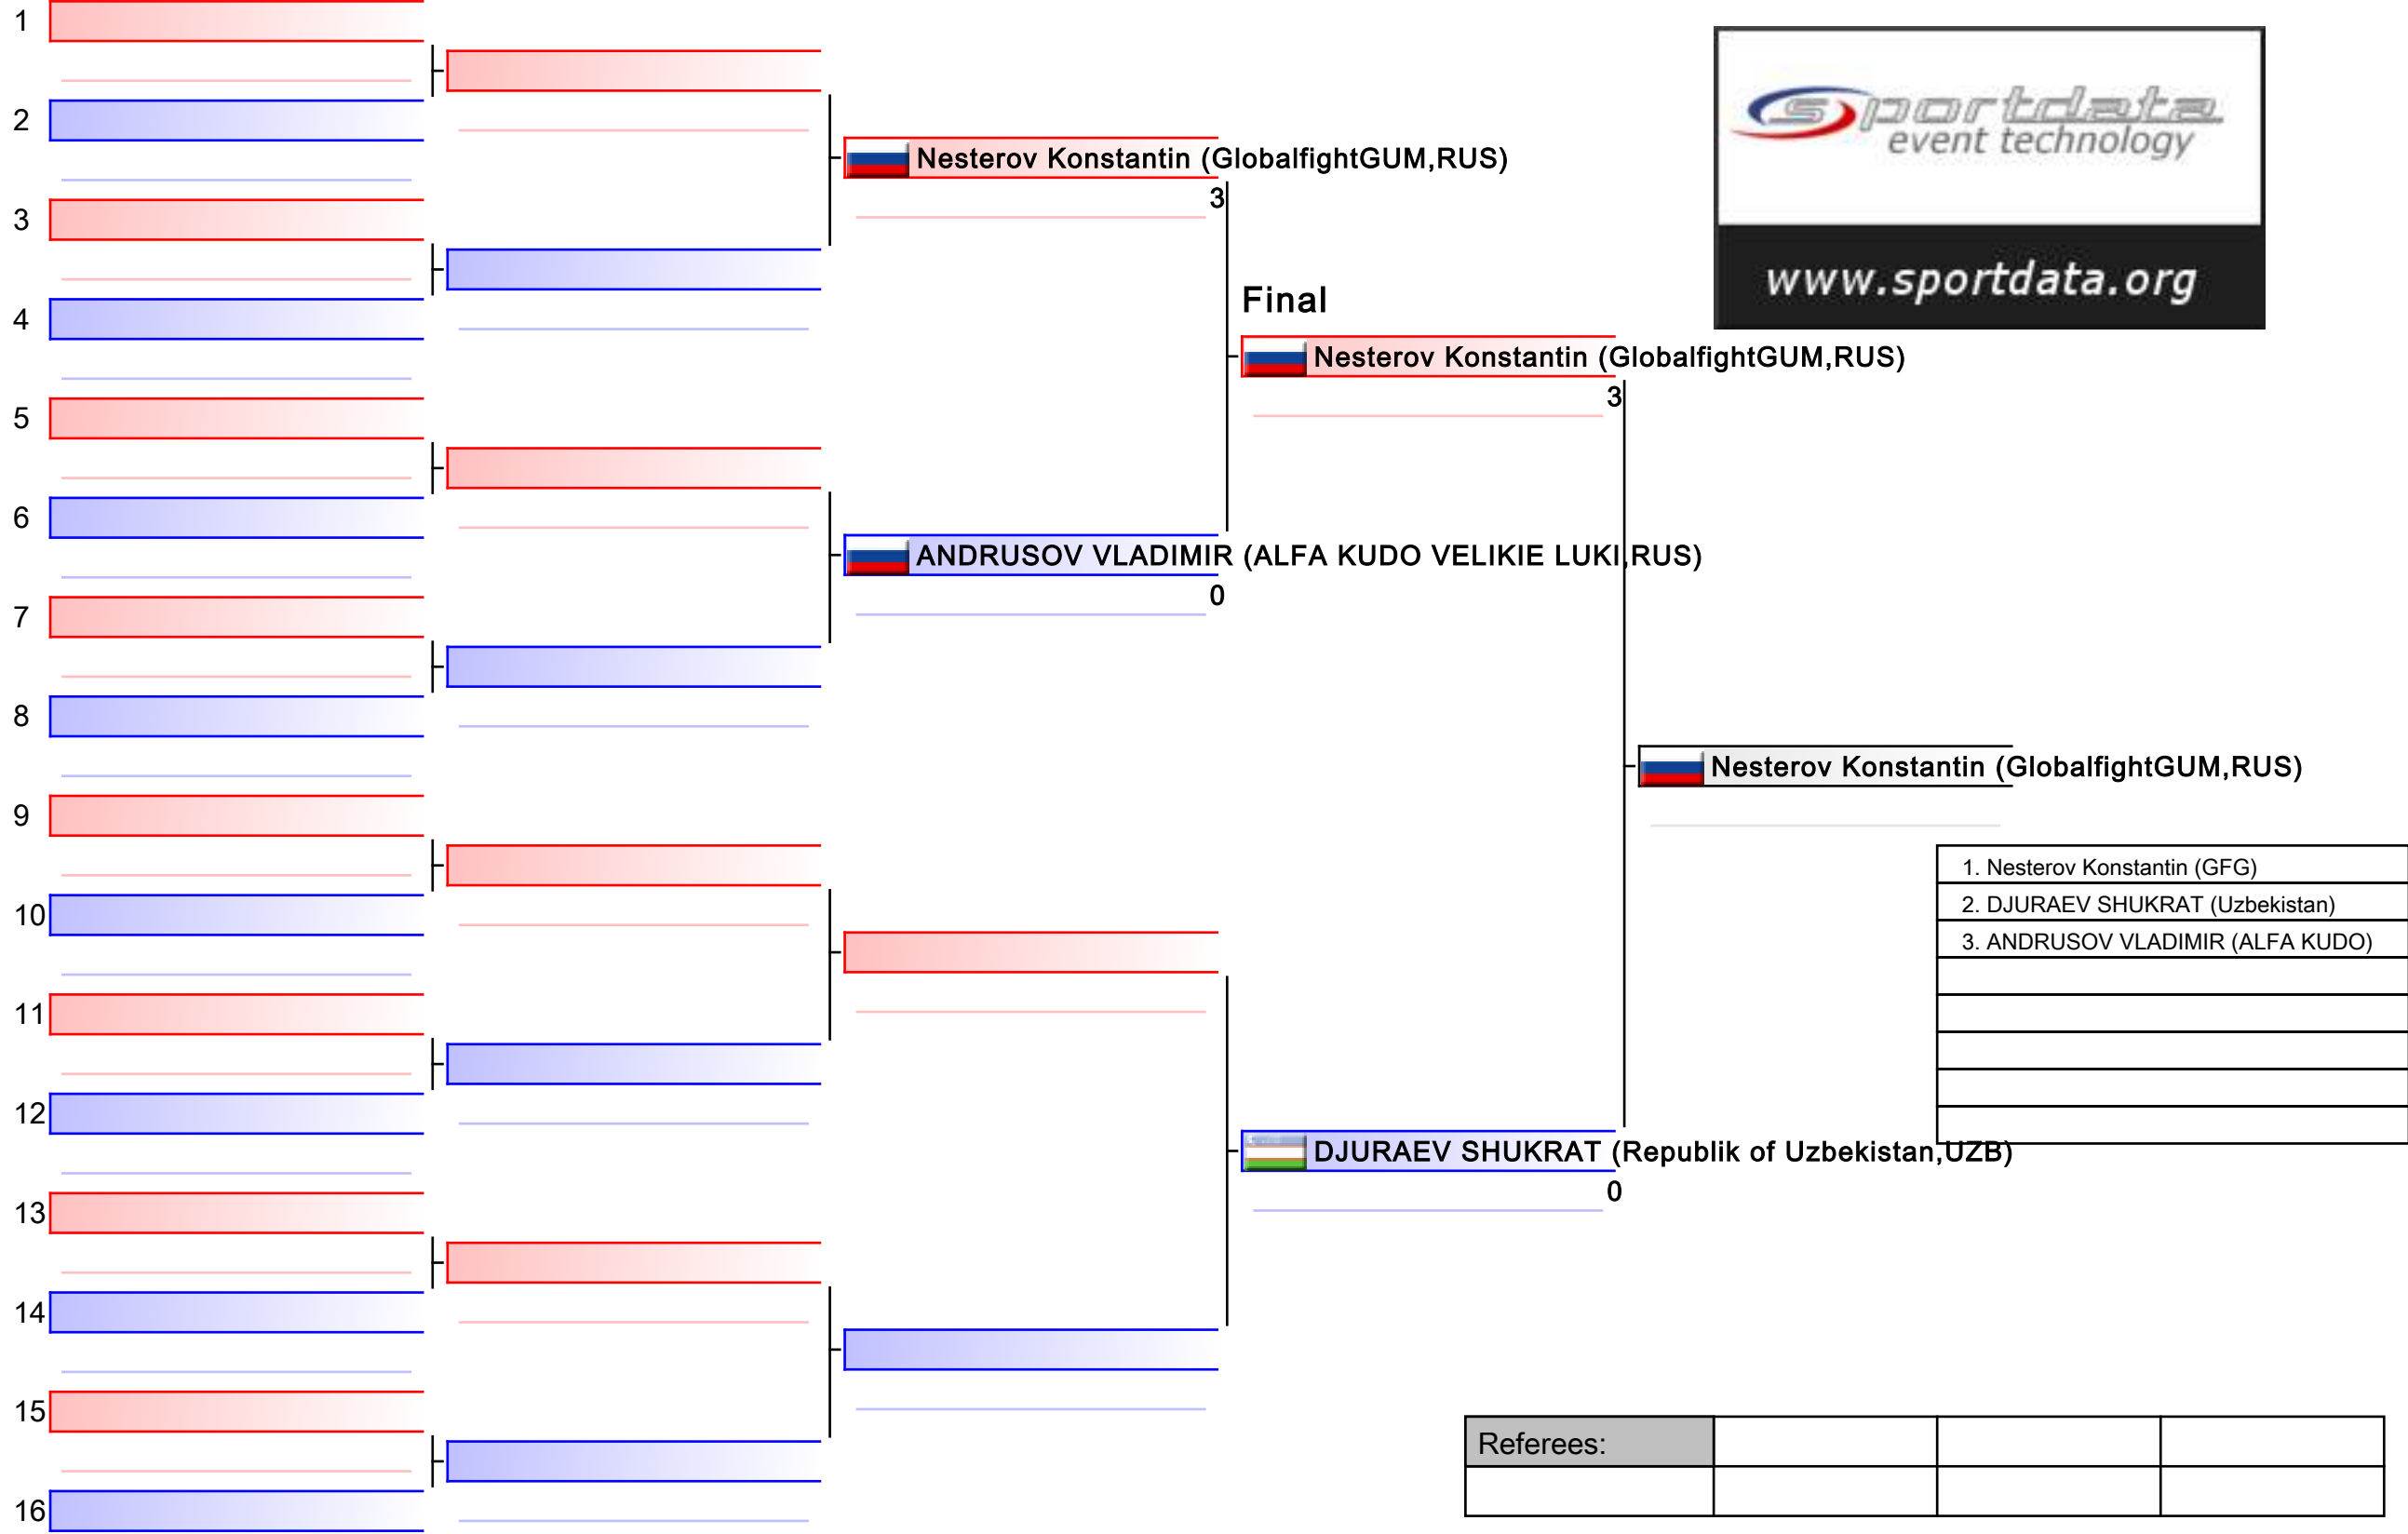 1
2
3
4
5
6
7
8
9
10
11
12
13
14
15
16
Nesterov Konstantin (GlobalfightGUM,RUS)
3
ANDRUSOV VLADIMIR (ALFA KUDO VELIKIE LUKI,RUS)
0
Final
Nesterov Konstantin (GlobalfightGUM,RUS)
3
DJURAEV SHUKRAT (Republik of Uzbekistan,UZB)
0
Nesterov Konstantin (GlobalfightGUM,RUS)
sportdata
event technology
www.sportdata.org
1. Nesterov Konstantin (GFG)
2. DJURAEV SHUKRAT (Uzbekistan)
3. ANDRUSOV VLADIMIR (ALFA KUDO)
Referees: